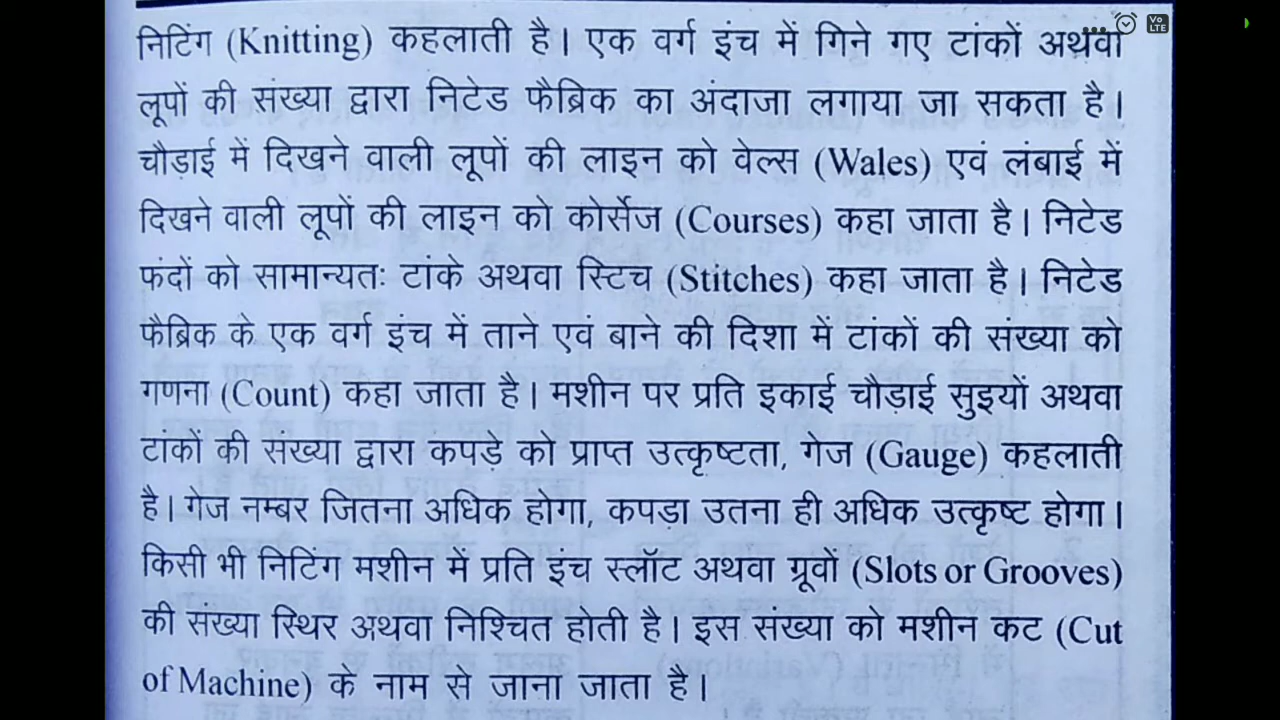 निटिंग (Knitting) कहलाती है। एक वर्ग इंच में गिने गए टांकों अथवा
लूपों की संख्या द्वारा निटेड फैब्रिक का अंदाजा लगाया जा सकता है।
चौड़ाई में दिखने वाली लूपों की लाइन को वेल्स (Wales) एवं लंबाई में
दिखने वाली लूपों की लाइन को कोर्सेज (Courses) कहा जाता है। निटेड
फंदों को सामान्यतः टांके अथवा स्टिच (Stitches) कहा जाता है। निटेड
फैब्रिक के एक वर्ग इंच में ताने एवं बाने की दिशा में टांकों की संख्या को
गणना (Count) कहा जाता है। मशीन पर प्रति इकाई चौड़ाई सुइयों अथवा
टांकों की संख्या द्वारा कपड़े को प्राप्त उत्कृष्टता, गेज (Gauge) कहलाती
है। गेज नम्बर जितना अधिक होगा, कपड़ा उतना ही अधिक उत्कृष्ट होगा।
किसी भी निटिंग मशीन में प्रति इंच स्लॉट अथवा ग्रूवों (Slots or Grooves)
की संख्या स्थिर अथवा निश्चित होती है। इस संख्या को मशीन कट (Cut
of Machine) के नाम से जाना जाता है।